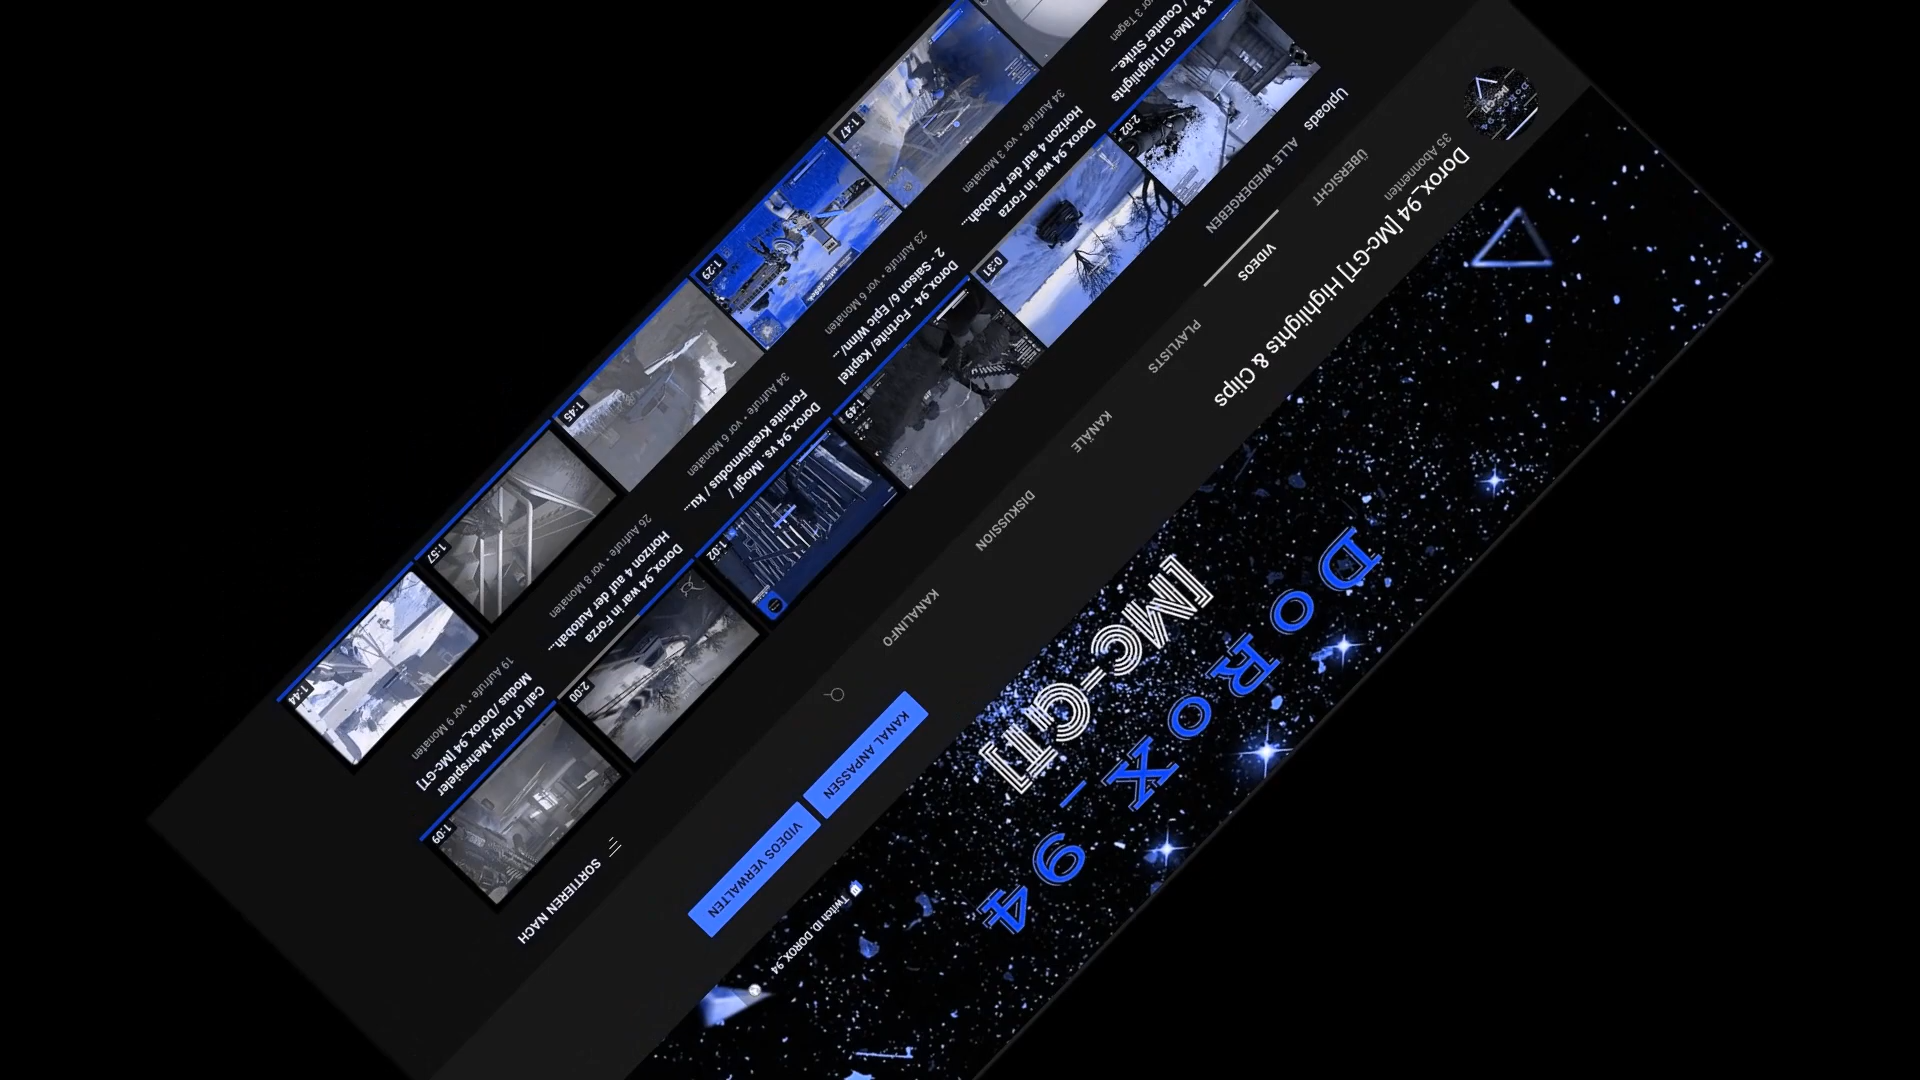 DOROX_94
[MC-GT]
Twitch ID. DOROX_94
Dorox_94 [Mc-GT] Highlights & Clips
35 Abonnenten
KANAL ANPASSEN
VIDEOS VERWALTEN
ÜBERSICHT
VIDEOS
PLAYLISTS
KANÄLE
DISKUSSION
KANALINFO
Uploads
ALLE WIEDERGEBEN
SORTIEREN NACH
2:02
0:31
1:49
1:02
2:00
1:09
x_94 [Mc GT] Highlights
/ Counter Strike...
vor 3 Tagen
Dorox_94 war in Forza
Horizon 4 auf der Autobah...
34 Aufrufe • vor 3 Monaten
Dorox_94 - Fortnite/ Kapitel
2 - Saison 6/ Epic Winn/ ...
23 Aufrufe • vor 6 Monaten
Dorox_94 vs. iMogli /
Fortnite Kreativmodus / ku...
34 Aufrufe • vor 6 Monaten
Dorox_94 war in Forza
Horizon 4 auf der Autobah...
26 Aufrufe • vor 8 Monaten
Call of Duty: Mehrspieler
Modus /Dorox_94 [Mc-GT]
19 Aufrufe • vor 9 Monaten
1:47
1:29
1:45
1:57
1:44